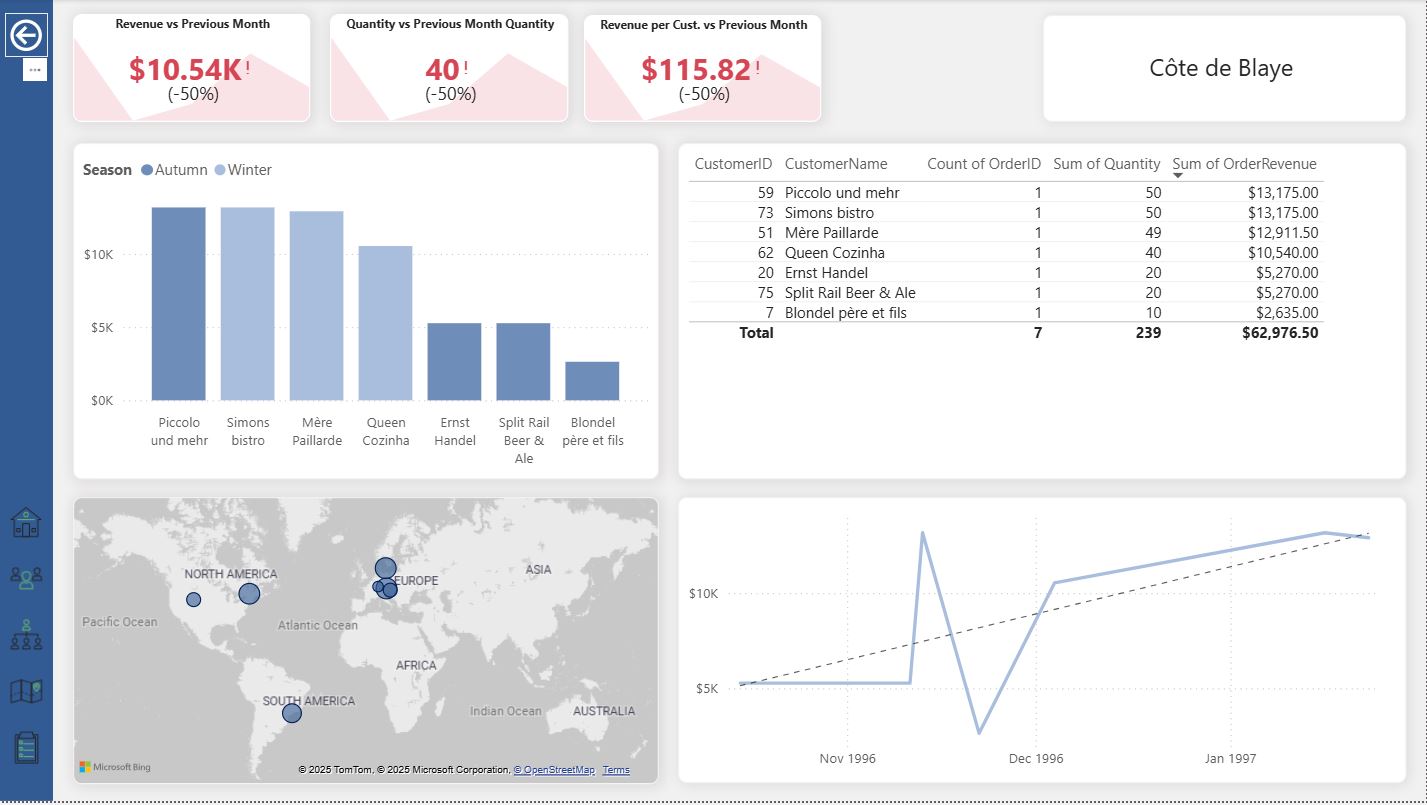 Revenue vs Previous Month
$10.54K!
(-50%)
Quantity vs Previous Month Quantity
40!
(-50%)
Revenue per Cust. vs Previous Month
$115.82!
(-50%)
Côte de Blaye
Season Autumn Winter
$10K
$5K
$0K
Piccolo und mehr
Simons bistro
Mère Paillarde
Queen Cozinha
Ernst Handel
Split Rail Beer & Ale
Blondel père et fils
CustomerID CustomerName Count of OrderID Sum of Quantity Sum of OrderRevenue
59 Piccolo und mehr 1 50 $13,175.00
73 Simons bistro 1 50 $13,175.00
51 Mère Paillarde 1 49 $12,911.50
62 Queen Cozinha 1 40 $10,540.00
20 Ernst Handel 1 20 $5,270.00
75 Split Rail Beer & Ale 1 20 $5,270.00
7 Blondel père et fils 1 10 $2,635.00
Total 7 239 $62,976.50
NORTH AMERICA
EUROPE
ASIA
Pacific Ocean
Atlantic Ocean
AFRICA
SOUTH AMERICA
Indian Ocean
AUSTRALIA
Microsoft Bing
© 2025 TomTom, © 2025 Microsoft Corporation, © OpenStreetMap Terms
$10K
$5K
Nov 1996 Dec 1996 Jan 1997